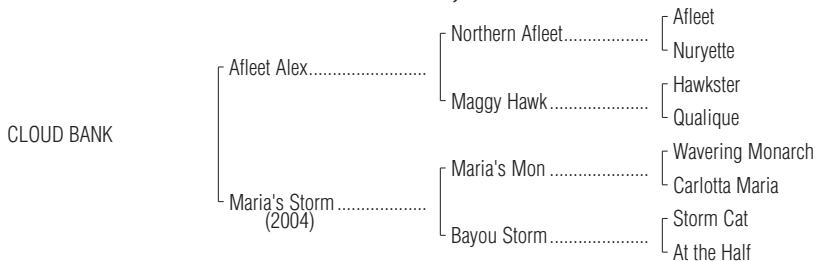 Afleet
Northern Afleet...................
Nuryette
Afleet Alex..........................
Hawkster
Maggy Hawk......................
Qualique
CLOUD BANK
Wavering Monarch
Maria's Mon......................
Carlotta Maria
Maria's Storm....................
(2004)
Storm Cat
Bayou Storm......................
At the Half